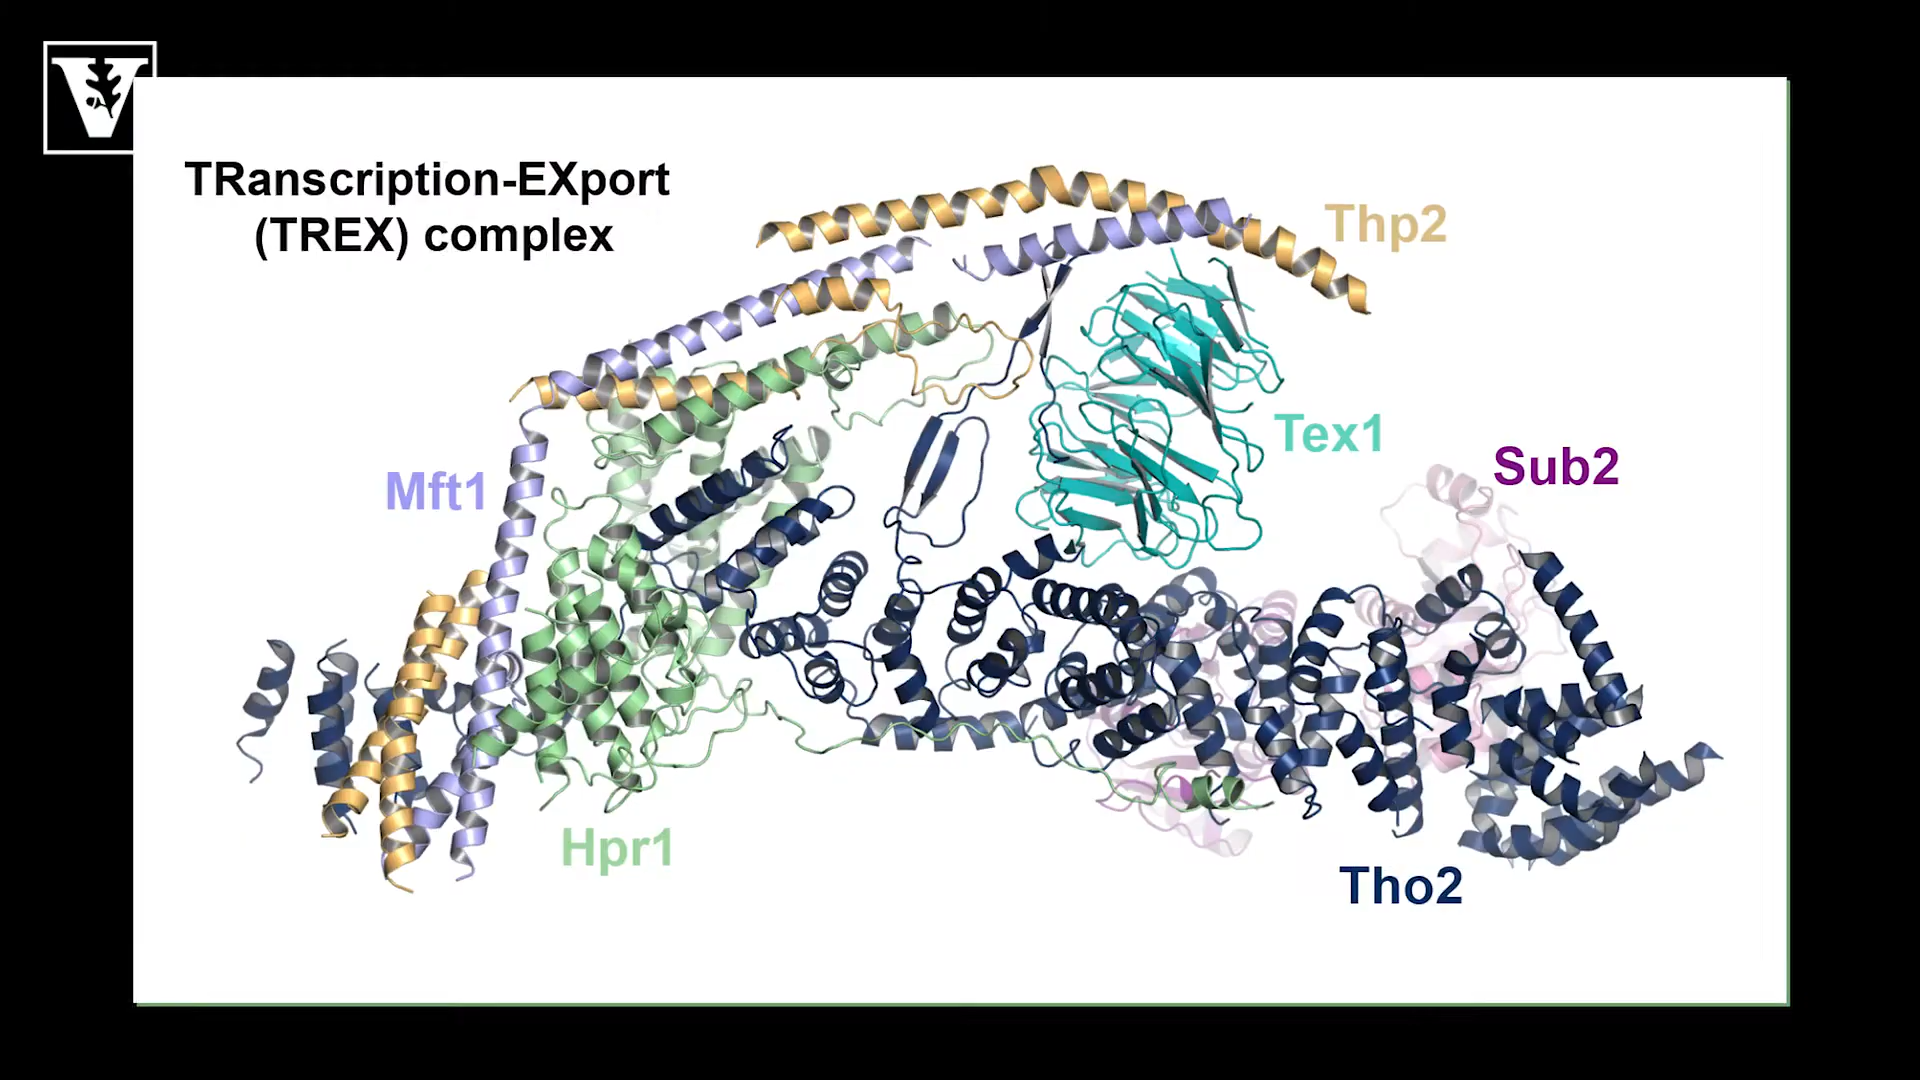 V
TRanscription-EXport
(TREX) complex
Thp2
Tex1
Sub2
Mft1
Hpr1
Tho2